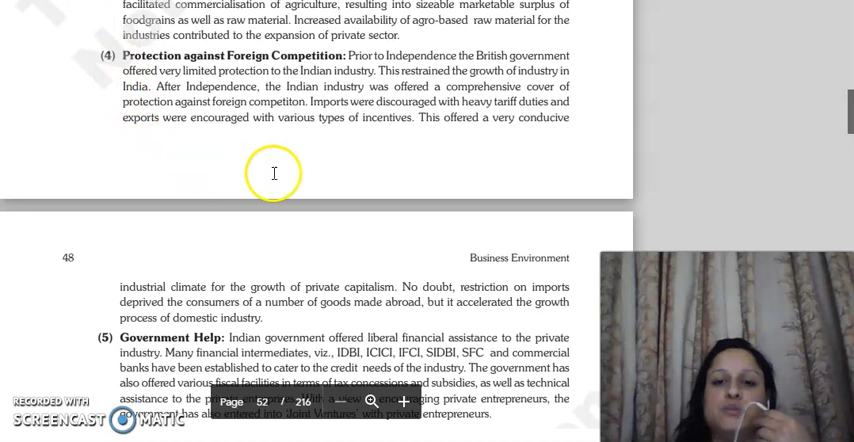 facilitated commercialisation of agriculture, resulting into sizeable marketable surplus of
foodgrains as well as raw material. Increased availability of agro-based raw material for the
industries contributed to the expansion of private sector.
(4) Protection against Foreign Competition: Prior to Independence the British government
offered very limited protection to the Indian industry. This restrained the growth of industry in
India. After Independence, the Indian industry was offered a comprehensive cover of
protection against foreign competiton. Imports were discouraged with heavy tariff duties and
exports were encouraged with various types of incentives. This offered a very conducive
48 Business Environment
industrial climate for the growth of private capitalism. No doubt, restriction on imports
deprived the consumers of a number of goods made abroad, but it accelerated the growth
process of domestic industry.
(5) Government Help: Indian government offered liberal financial assistance to the private
industry. Many financial intermediates, viz., IDBI, ICICI, IFCI, SIDBI, SFC and commercial
banks have been established to cater to the credit needs of the industry. The government has
also offered various fiscal facilities in terms of tax concessions and subsidies, as well as technical
assistance to the private entrepreneurs. With a view to encouraging private entrepreneurs, the
government has also entered into 'Joint Ventures' with private entrepreneurs.
Page 52 / 216
RECORDED WITH
SCREENCAST MATIC